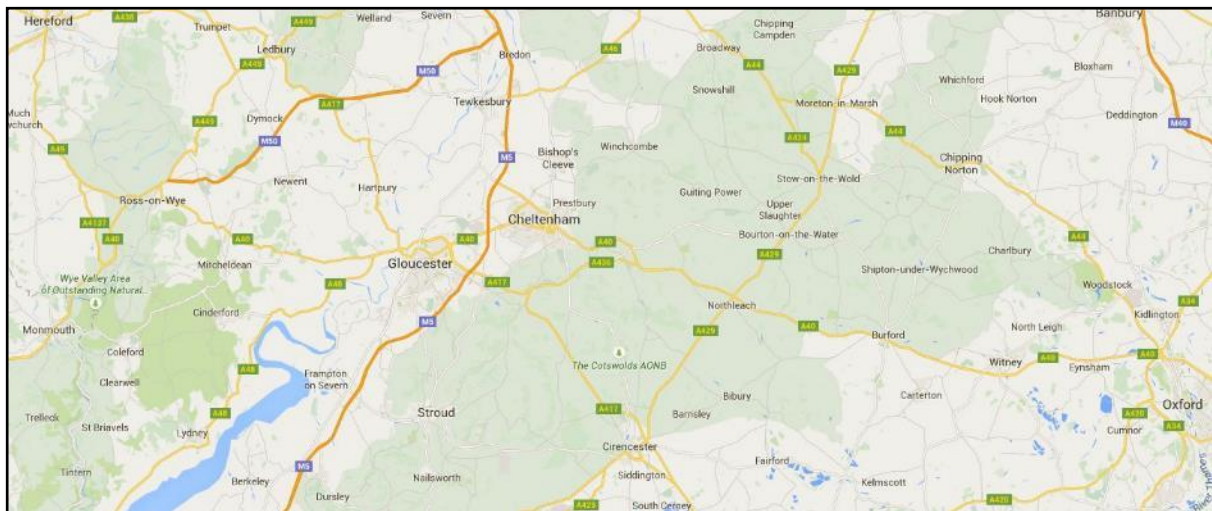 Hereford
A438
Trumpet
A449
Welland
Severn
Chipping
Campden
Banbury
Ledbury
Bredon
A46
Broadway
A44
A429
Bloxham
A449
M50
Whichford
Snowshill
Hook Norton
A417
Tewkesbury
Moreton-in-Marsh
Much
Dymock
Deddington
A449
M40
A44
M50
A424
A49
Bishop's
Cleeve
Winchcombe
M5
Chipping
Norton
Newent
Hartpury
Stow-on-the-Wold
Guiting Power
Ross-on-Wye
Prestbury
Upper
Slaughter
A4137
Cheltenham
Bourton-on-the-Water
A40
A40
A40
A40
A44
Charlbury
A429
Mitcheldean
Gloucester
A436
Shipton-under-Wychwood
Wye Valley Area
of Outstanding Natural...
A48
A417
Woodstock
Northleach
A34
Cinderford
Kidlington
Monmouth
M5
A40
North Leigh
A429
Burford
Coleford
A40
A40
The Cotswolds AONB
Witney
Eynsham
Frampton
on Severn
A48
Clearwell
Bibury
Carterton
Oxford
Trelleck
A48
Stroud
A417
Barnsley
A420
St Briavels
A34
Lydney
Cumnor
Cirencester
Tintern
M5
Fairford
Berkeley
Nailsworth
Siddington
Kelmscott
Dursley
South Cerney
A420